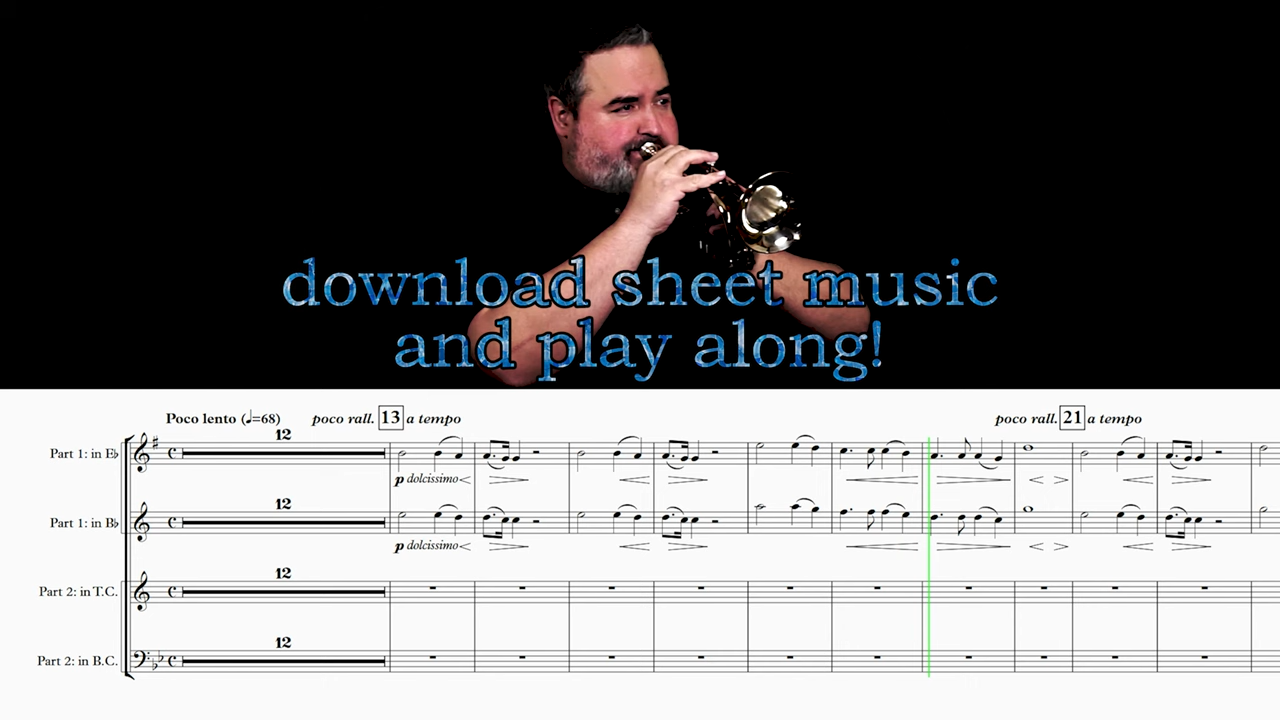 download sheet music
and play along!
Poco lento (♩=68) poco rall. 13 a tempo poco rall. 21 a tempo
12
Part 1: in E♭
p dolcissimo
12
Part 1: in B♭
p dolcissimo
12
Part 2: in T.C.
12
Part 2: in B.C.